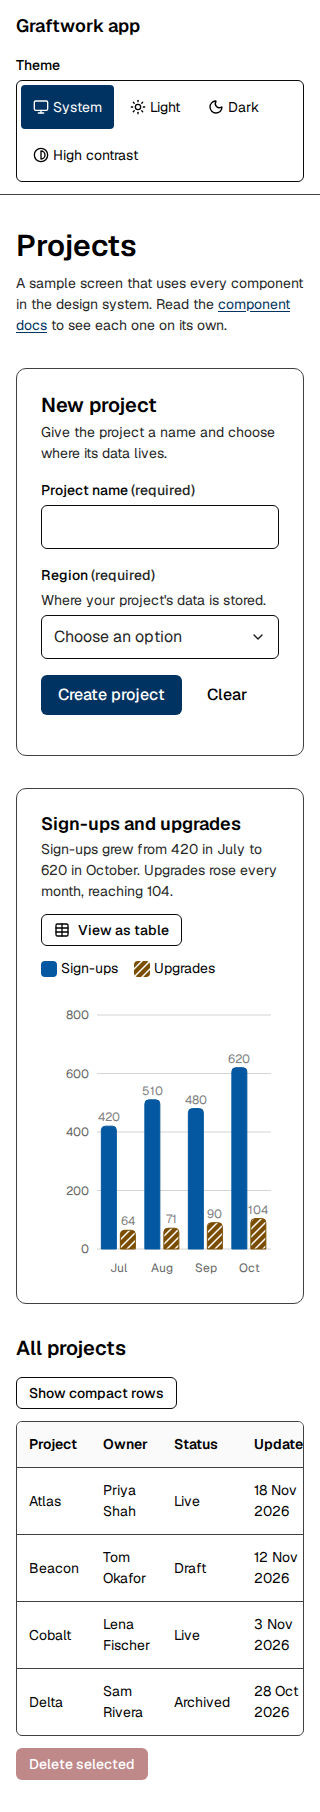 Graftwork app
Theme
System
Light
Dark
High contrast
Projects
A sample screen that uses every component
in the design system. Read the component
docs to see each one on its own.
New project
Give the project a name and choose
where its data lives.
Project name (required)
Region (required)
Where your project's data is stored.
Choose an option
Create project
Clear
Sign-ups and upgrades
Sign-ups grew from 420 in July to
620 in October. Upgrades rose every
month, reaching 104.
View as table
Sign-ups
Upgrades
800
600
400
200
0
420
64
510
71
480
90
620
104
Jul
Aug
Sep
Oct
All projects
Show compact rows
Project Owner Status Update
Atlas Priya Shah Live 18 Nov 2026
Beacon Tom Okafor Draft 12 Nov 2026
Cobalt Lena Fischer Live 3 Nov 2026
Delta Sam Rivera Archived 28 Oct 2026
Delete selected